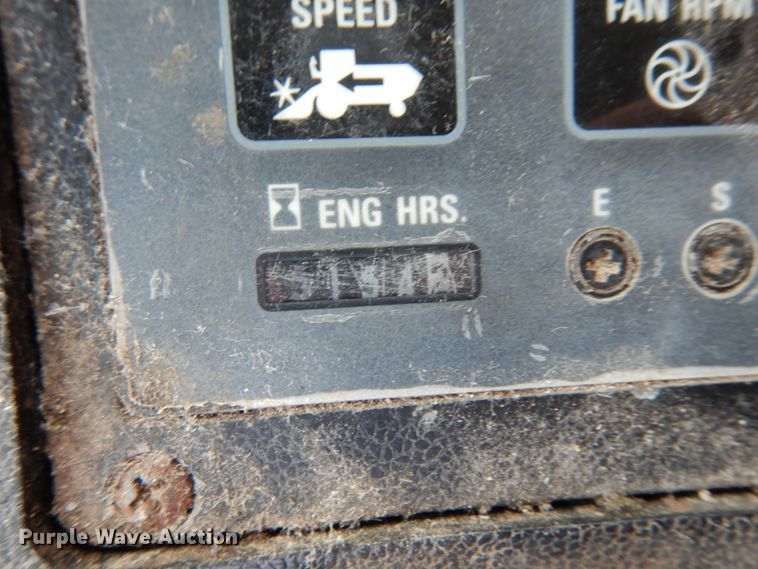 SPEED
FAN RPM
ENG HRS.
E
S
Purple Wave Auction